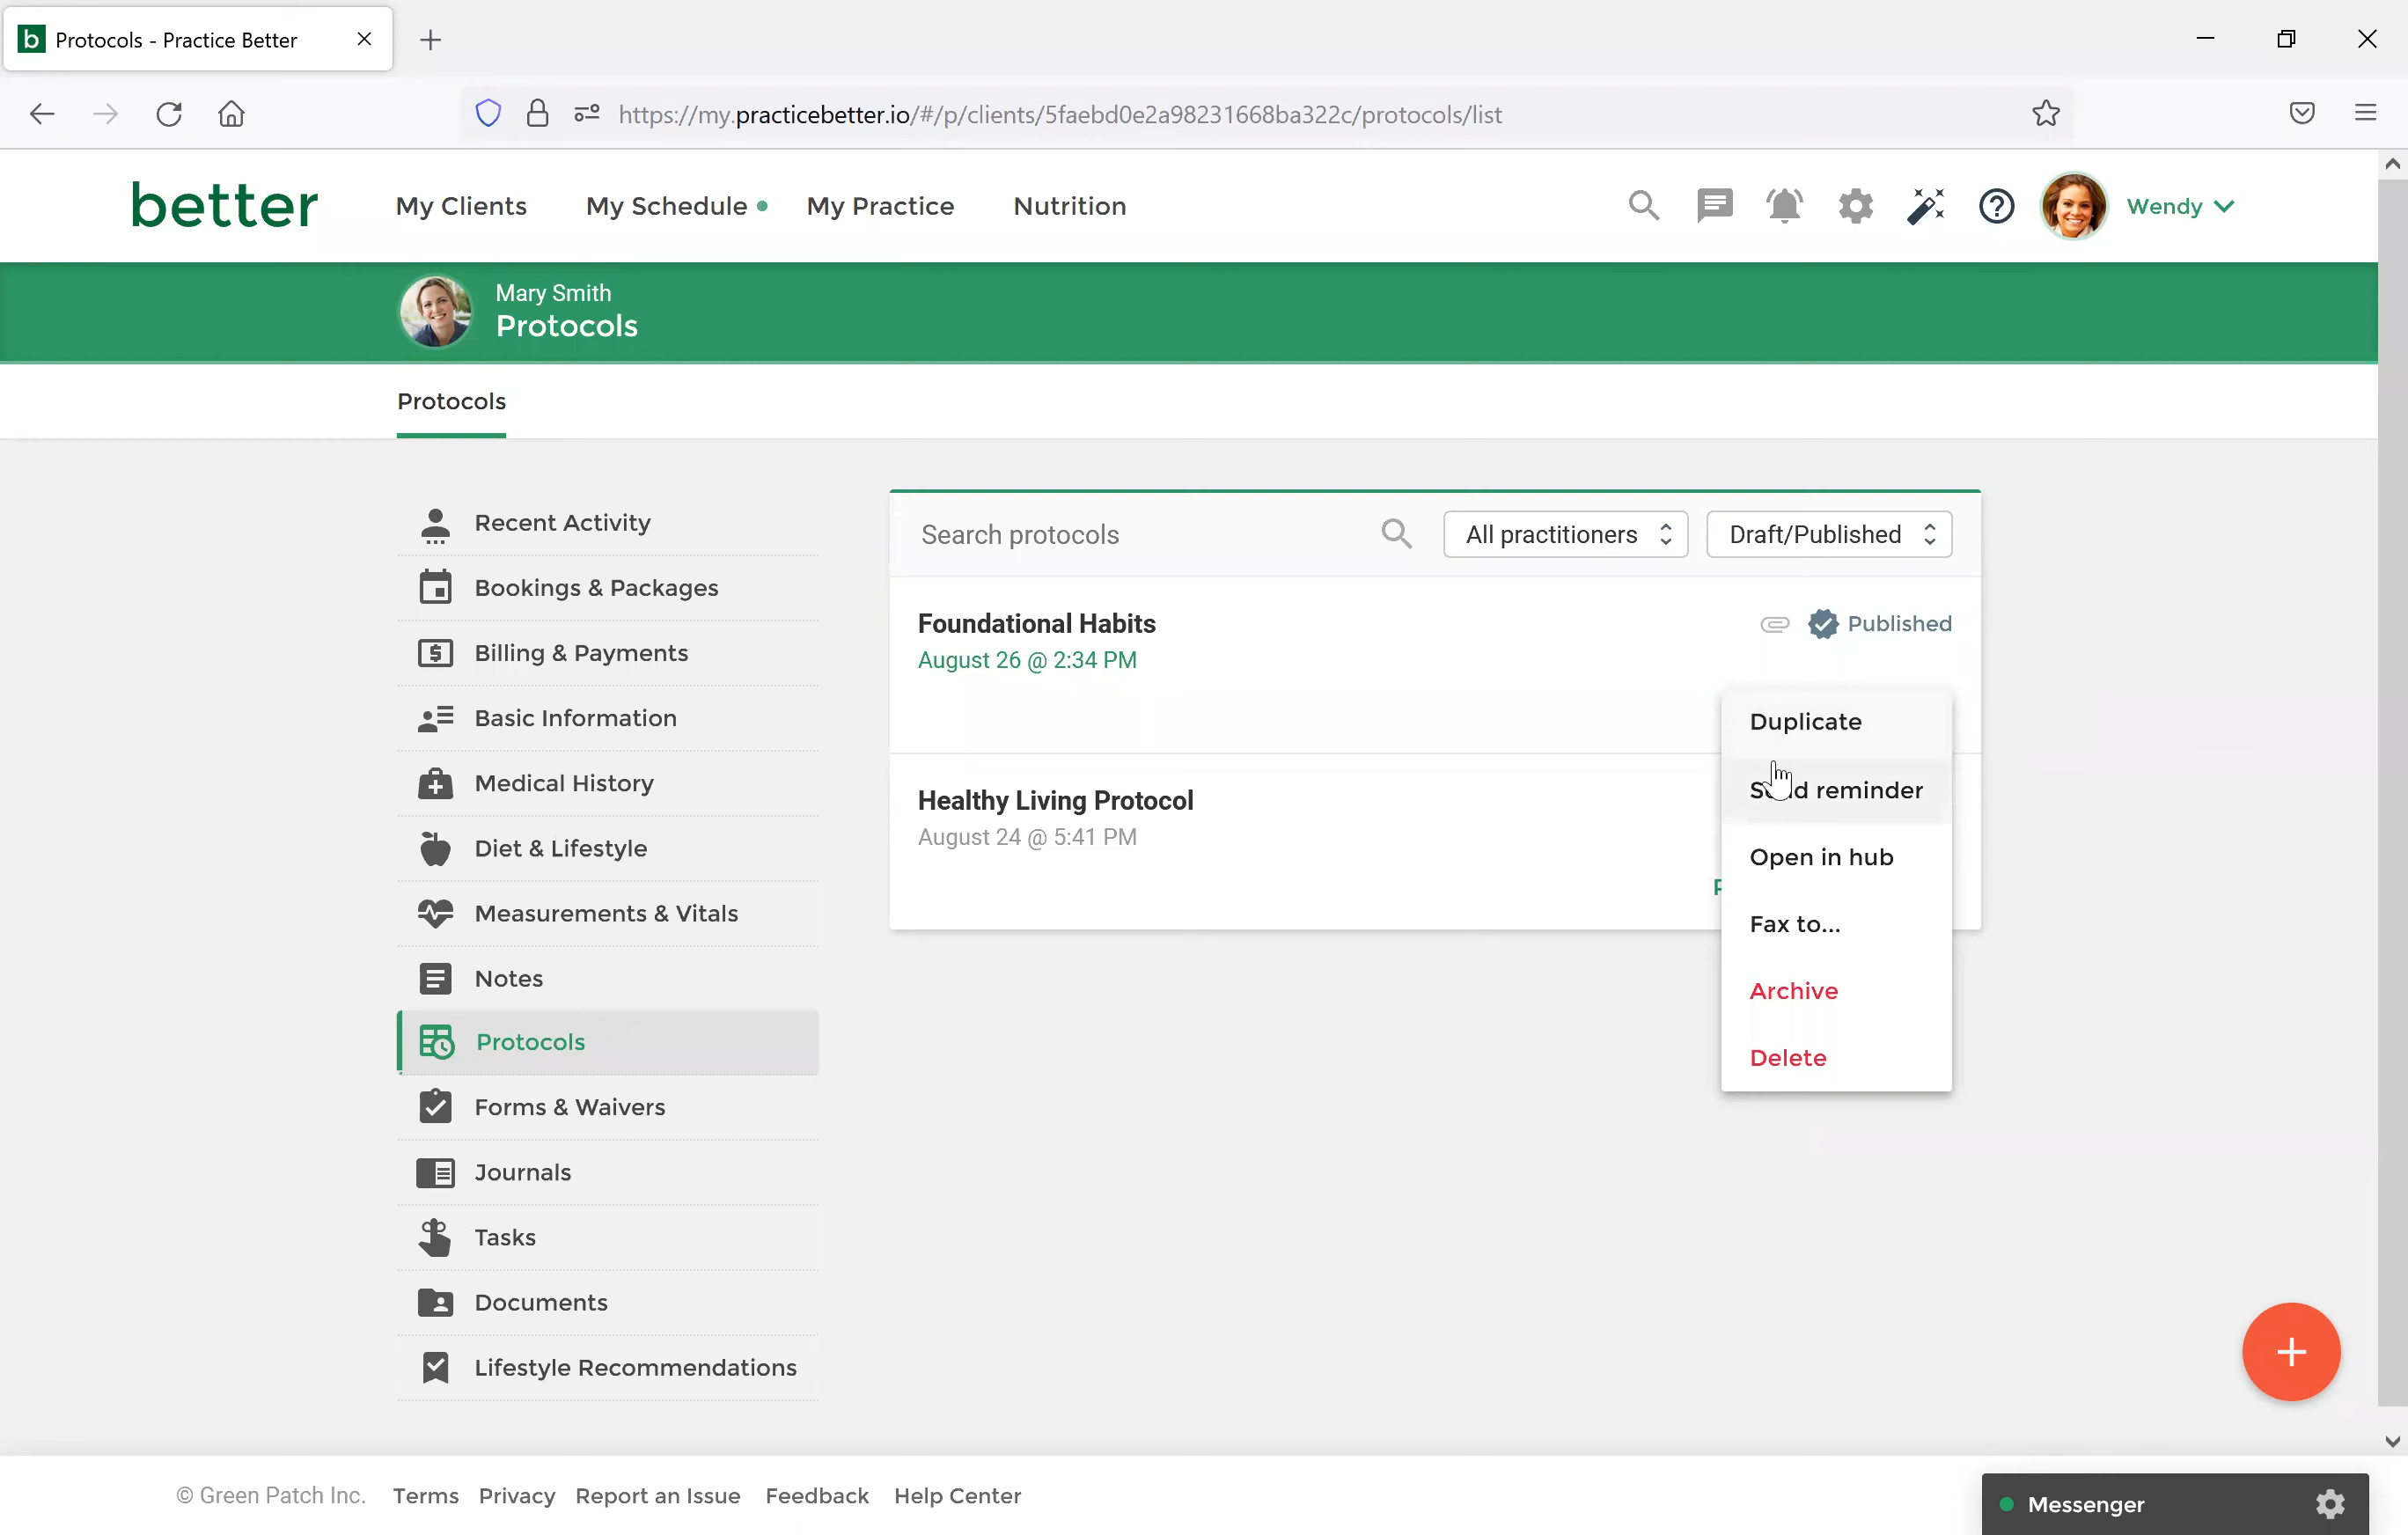 b Protocols - Practice Better
https://my.practicebetter.io/#/p/clients/5faebd0e2a98231668ba322c/protocols/list
better My Clients My Schedule My Practice Nutrition Wendy
Mary Smith
Protocols
Protocols
Recent Activity
Bookings & Packages
Billing & Payments
Basic Information
Medical History
Diet & Lifestyle
Measurements & Vitals
Notes
Protocols
Forms & Waivers
Journals
Tasks
Documents
Lifestyle Recommendations
Search protocols All practitioners Draft/Published
Foundational Habits Published
August 26 @ 2:34 PM
Healthy Living Protocol
August 24 @ 5:41 PM
Duplicate
reminder
Open in hub
Fax to...
Archive
Delete
© Green Patch Inc. Terms Privacy Report an Issue Feedback Help Center
Messenger